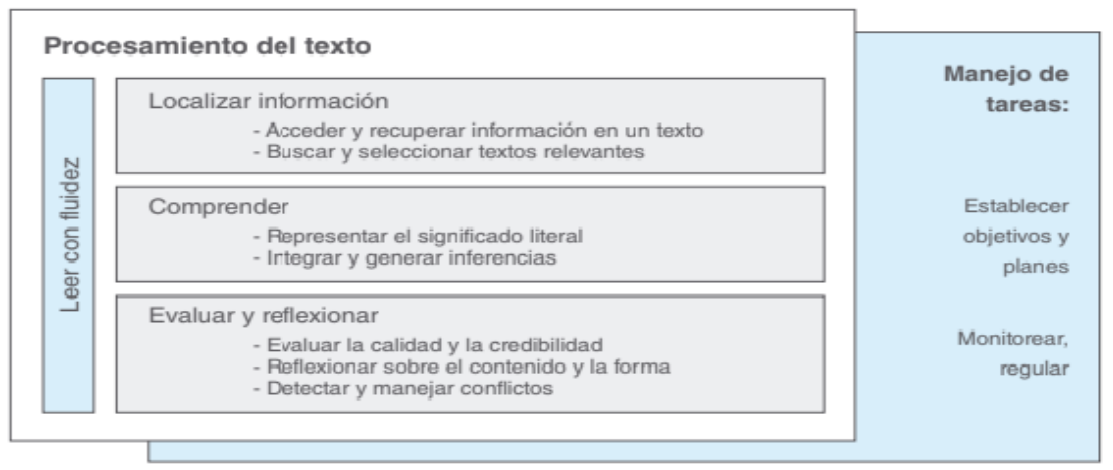 Procesamiento del texto
Leer con fluidez
Localizar información
- Acceder y recuperar información en un texto
- Buscar y seleccionar textos relevantes
Comprender
- Representar el significado literal
- Integrar y generar inferencias
Evaluar y reflexionar
- Evaluar la calidad y la credibilidad
- Reflexionar sobre el contenido y la forma
- Detectar y manejar conflictos
Manejo de
tareas:
Establecer
objetivos y
planes
Monitorear,
regular